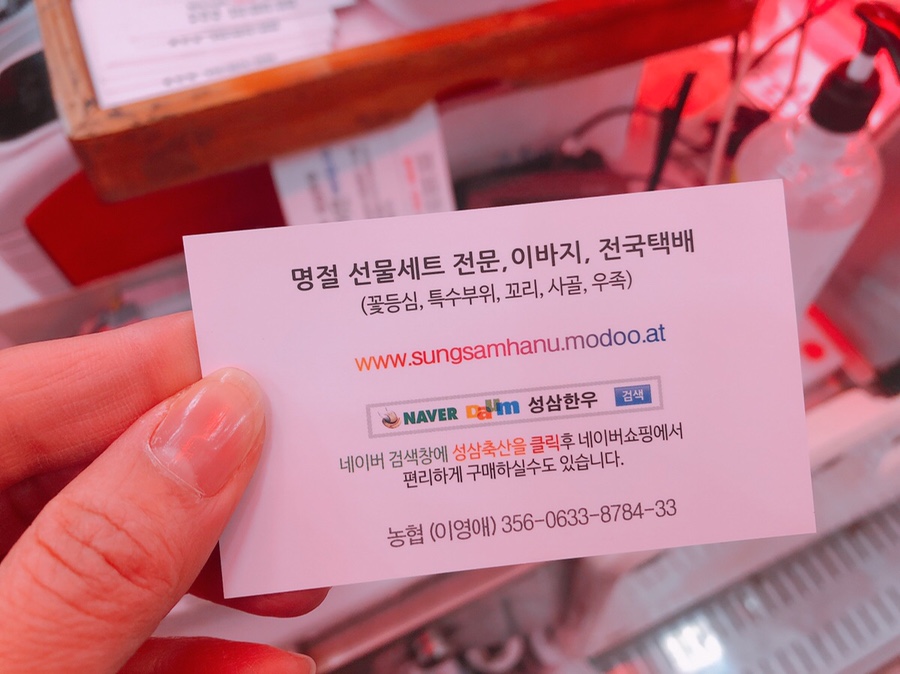 명절 선물세트 전문,이바지, 전국택배
(꽃등심, 특수부위, 꼬리, 사골, 우족)
www.sungsamhanu.modoo.at
NAVER Daum 성삼한우 검색
네이버 검색창에 성삼축산을 클릭후 네이버쇼핑에서
편리하게 구매하실수도 있습니다.
농협 (이영애) 356-0633-8784-33